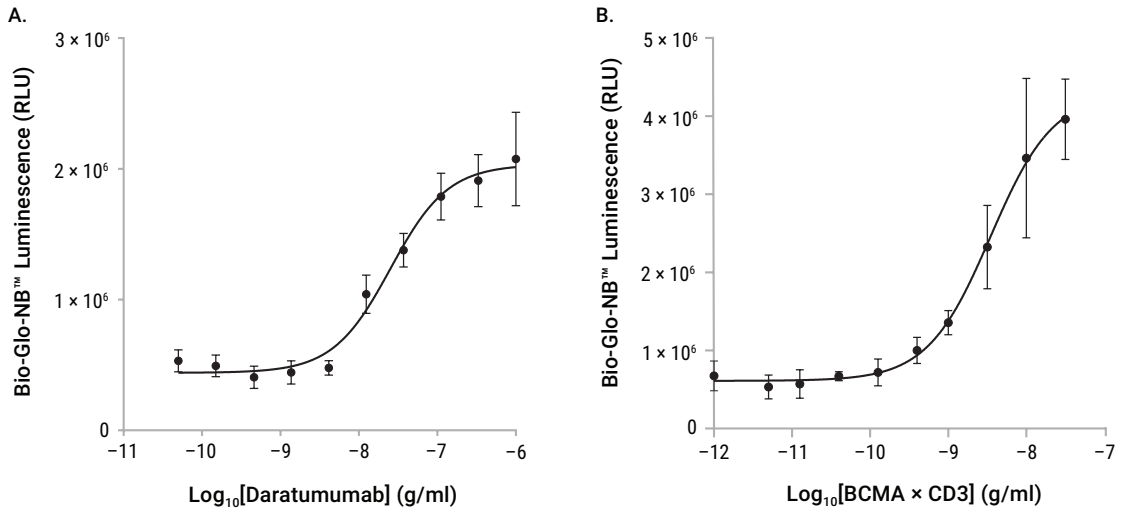 A.
Bio-Glo-NB™ Luminescence (RLU)
3 × 10⁶
2 × 10⁶
1 × 10⁶
0
−11 −10 −9 −8 −7 −6
Log₁₀[Daratumumab] (g/ml)
B.
Bio-Glo-NB™ Luminescence (RLU)
5 × 10⁶
4 × 10⁶
3 × 10⁶
2 × 10⁶
1 × 10⁶
0
−12 −11 −10 −9 −8 −7
Log₁₀[BCMA × CD3] (g/ml)